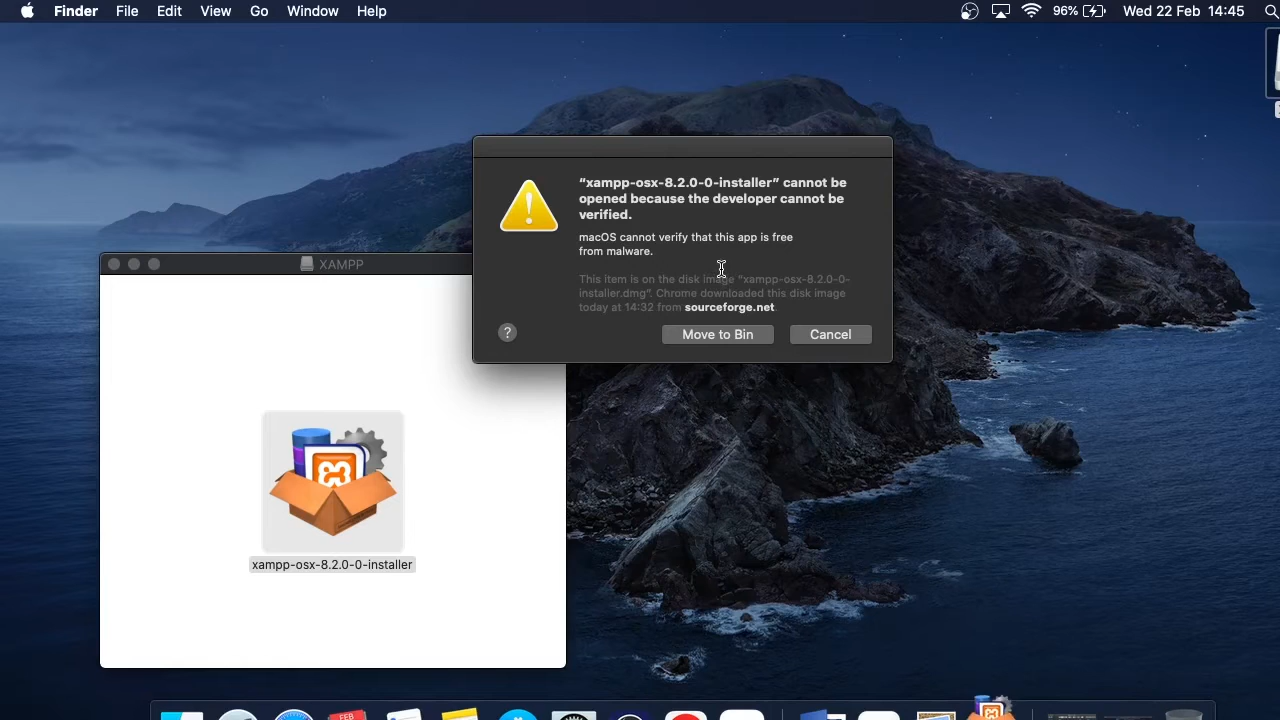 Finder File Edit View Go Window Help 96% Wed 22 Feb 14:45
"xampp-osx-8.2.0-0-installer" cannot be
opened because the developer cannot be
verified.
macOS cannot verify that this app is free
from malware.
This item is on the disk image "xampp-osx-8.2.0-0-
installer.dmg". Chrome downloaded this disk image
today at 14:32 from sourceforge.net
? Move to Bin Cancel
XAMPP
xampp-osx-8.2.0-0-installer
FEB